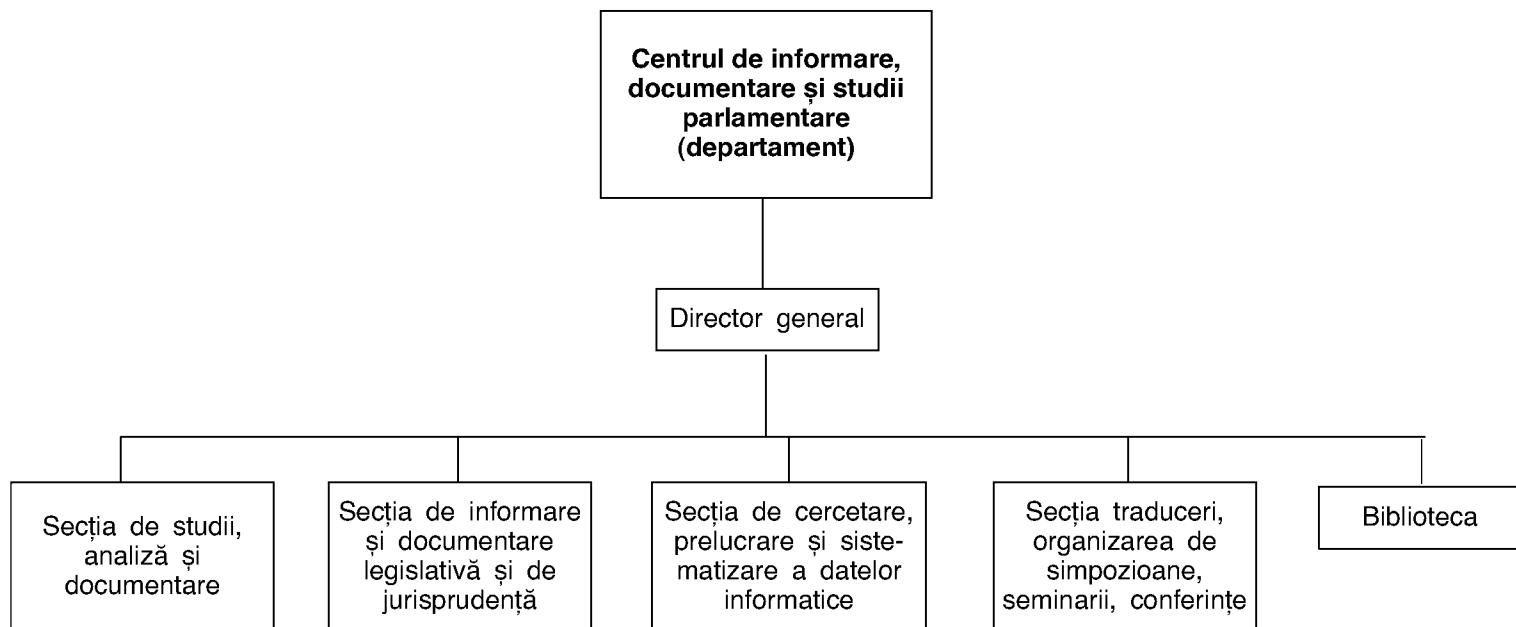 Centrul de informare,
documentare și studii
parlamentare
(departament)
Director general
Secția de studii,
analiză și
documentare
Secția de informare
și documentare
legislativă și de
jurisprudență
Secția de cercetare,
prelucrare și siste-
matizare a datelor
informatice
Secția traduceri,
organizarea de
simpozioane,
seminarii, conferințe
Biblioteca